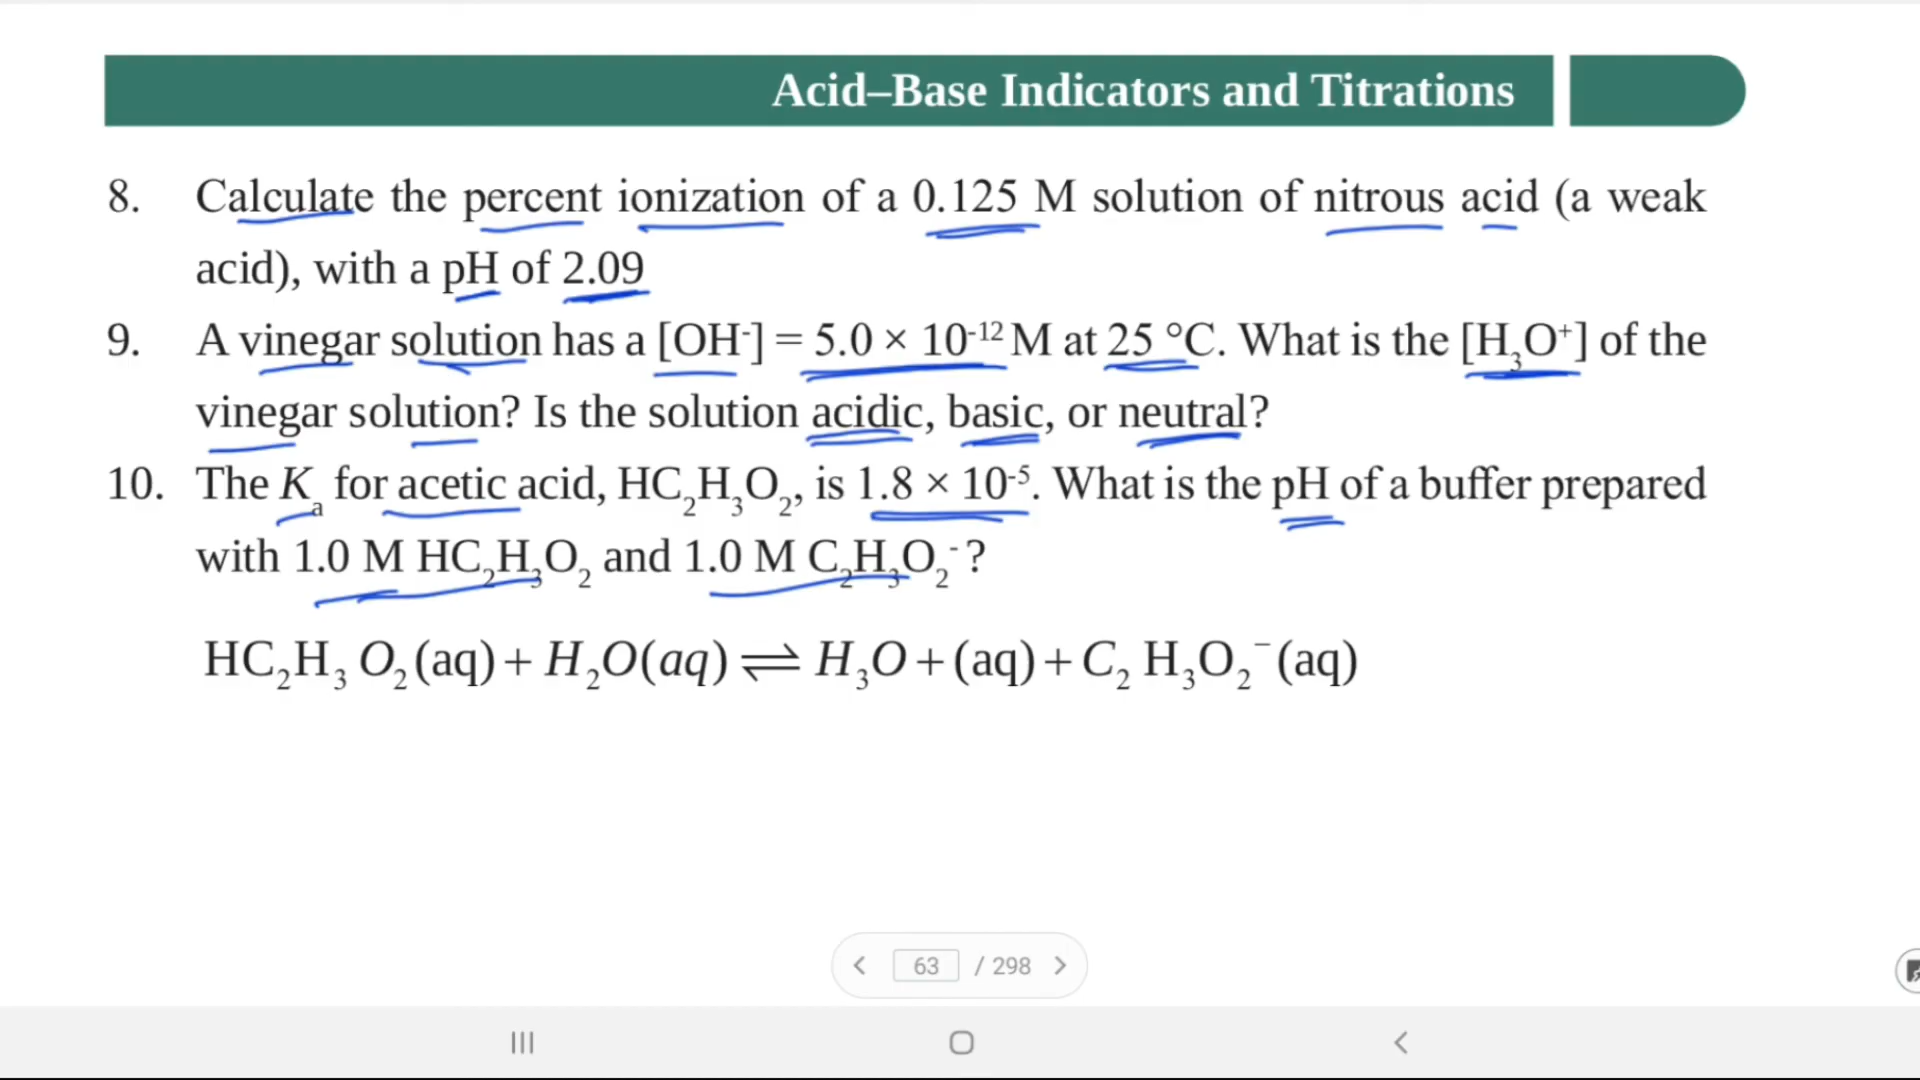 Acid–Base Indicators and Titrations
8. Calculate the percent ionization of a 0.125 M solution of nitrous acid (a weak
acid), with a pH of 2.09
9. A vinegar solution has a [OH⁻] = 5.0 × 10⁻¹² M at 25 °C. What is the [H₃O⁺] of the
vinegar solution? Is the solution acidic, basic, or neutral?
10. The Kₐ for acetic acid, HC₂H₃O₂, is 1.8 × 10⁻⁵. What is the pH of a buffer prepared
with 1.0 M HC₂H₃O₂ and 1.0 M C₂H₃O₂⁻?
HC₂H₃ O₂(aq)+ H₂O(aq) ⇌ H₃O +(aq)+ C₂ H₃O₂⁻(aq)
63 / 298